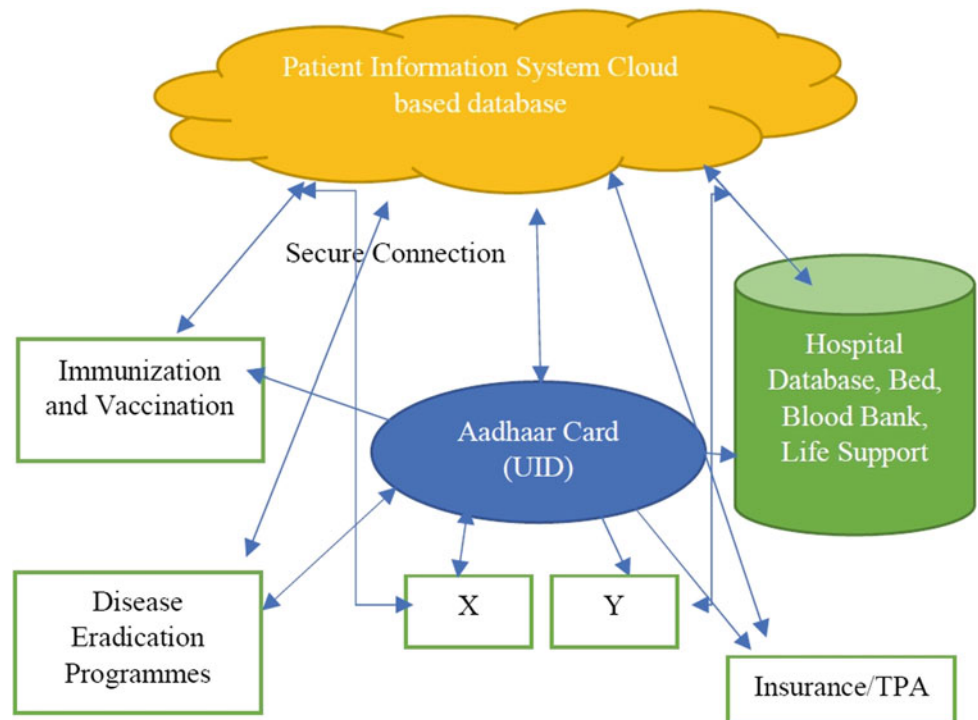 Patient Information System Cloud
based database
Secure Connection
Immunization
and Vaccination
Hospital
Database, Bed,
Blood Bank,
Life Support
Aadhaar Card
(UID)
Disease
Eradication
Programmes
X
Y
Insurance/TPA